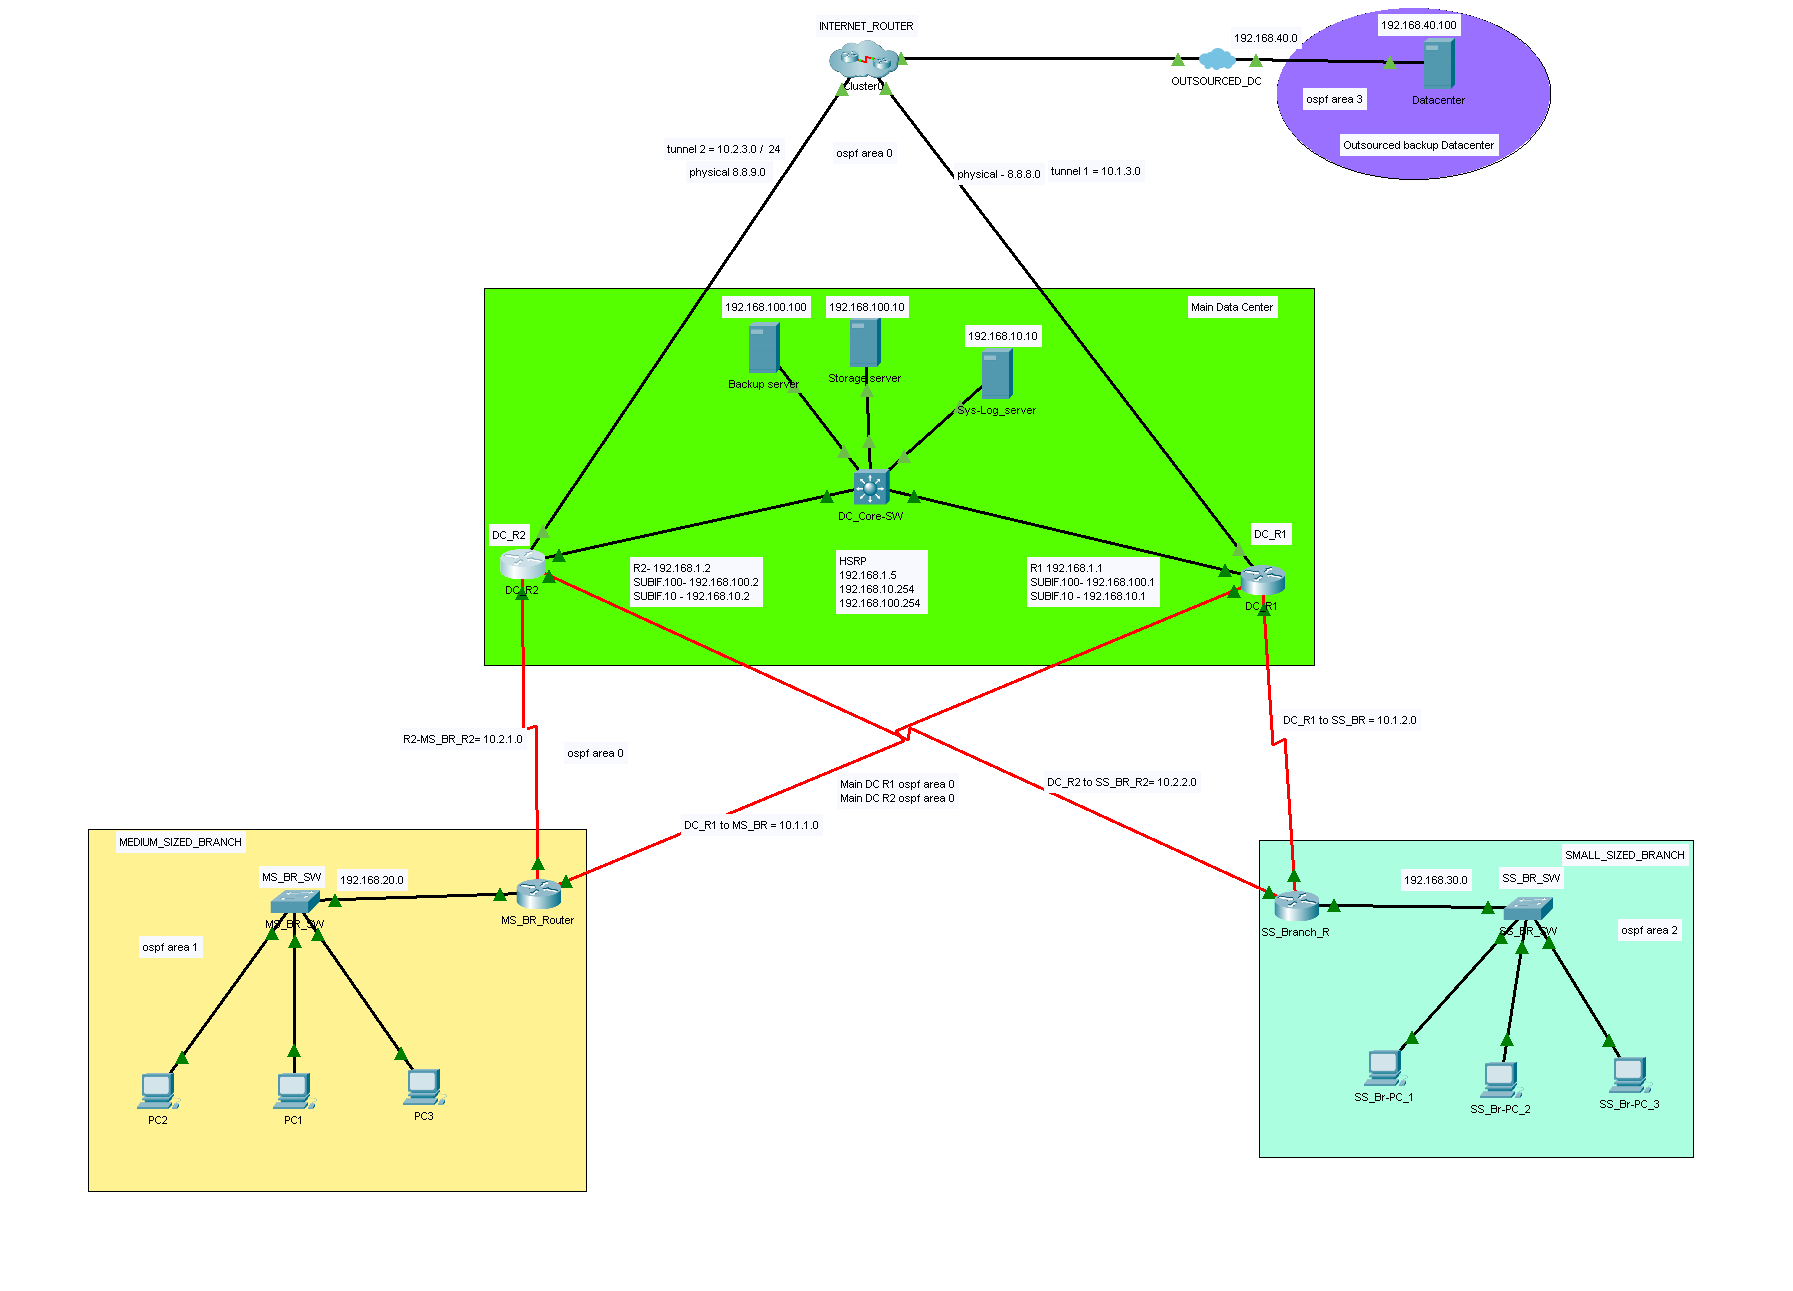 INTERNET_ROUTER
Cluster0
192.168.40.0
192.168.40.100
OUTSOURCED_DC
ospf area 3
Datacenter
Outsourced backup Datacenter
tunnel 2 = 10.2.3.0 / 24
physical 8.8.9.0
ospf area 0
physical - 8.8.8.0
tunnel 1 = 10.1.3.0
192.168.100.100
192.168.100.10
Main Data Center
192.168.10.10
Backup server
Storage server
Sys-Log_server
DC_Core-SW
DC_R2
DC_R2
DC_R1
DC_R1
R2- 192.168.1.2
SUBIF.100- 192.168.100.2
SUBIF.10 - 192.168.10.2
HSRP
192.168.1.5
192.168.10.254
192.168.100.254
R1 192.168.1.1
SUBIF.100- 192.168.100.1
SUBIF.10 - 192.168.10.1
R2-MS_BR_R2= 10.2.1.0
ospf area 0
DC_R1 to SS_BR = 10.1.2.0
Main DC R1 ospf area 0
Main DC R2 ospf area 0
DC_R2 to SS_BR_R2= 10.2.2.0
DC_R1 to MS_BR = 10.1.1.0
MEDIUM_SIZED_BRANCH
MS_BR_SW
192.168.20.0
MS_BR_SW
MS_BR_Router
ospf area 1
PC2
PC1
PC3
SMALL_SIZED_BRANCH
192.168.30.0
SS_BR_SW
SS_Branch_R
SS_BR_SW
ospf area 2
SS_Br-PC_1
SS_Br-PC_2
SS_Br-PC_3